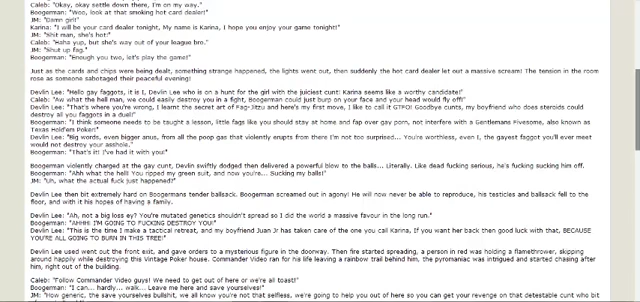 Caleb: "Okay, okay settle down there, I'm on my way."
Boogerman: "Woo, look at that smoking hot card dealer!"
JM: "Damn girl!"
Karina: "I will be your card dealer tonight, My name is Karina, I hope you enjoy your game tonight!"
JM: "Shit man, she's hot!"
Caleb: "Haha yup, but she's way out of your league bro."
JM: "Shut up fag."
Boogerman: "Enough you two, let's play the game!"
Just as the cards and chips were being dealt, something strange happened, the lights went out, then suddenly the hot card dealer let out a massive scream! The tension in the room
rose as someone sabotaged their peaceful evening!
Devlin Lee: "Hello gay faggots, it is I, Devlin Lee who is on a hunt for the girl with the juiciest cunt! Karina seems like a worthy candidate!"
Caleb: "Aw what the hell man, we could easily destroy you in a fight, Boogerman could just burp on your face and your head would fly off!"
Devlin Lee: "That's where you're wrong, I learnt the secret art of Fag-Jitzu and here's my first move, I like to call it GTFO! Goodbye cunts, my boyfriend who does steroids could
destroy all you faggots in a duel!"
Boogerman: "I think someone needs to be taught a lesson, little fags like you should stay at home and fap over gay porn, not interfere with a Gentlemans Fivesome, also known as
Texas Hold'em Poker!"
Devlin Lee: "Big words, even bigger anus, from all the poop gas that violently erupts from there I'm not too surprised... You're worthless, even I, the gayest faggot you'll ever meet
would not destroy your asshole."
Boogerman: "That's it! I've had it with you!"
Boogerman violently charged at the gay cunt, Devlin swiftly dodged then delivered a powerful blow to the balls... Literally. Like dead fucking serious, he's fucking sucking him off.
Boogerman: "Ahh what the hell! You ripped my green suit, and now you're... Sucking my balls!"
JM: "Uh, what the actual fuck just happened?"
Devlin Lee then bit extremely hard on Boogermans tender ballsack. Boogerman screamed out in agony! He will now never be able to reproduce, his testicles and ballsack fell to the
floor, and with it his hopes of having a family.
Devlin Lee: "Ah, not a big loss ey? You're mutated genetics shouldn't spread so I did the world a massive favour in the long run."
Boogerman: "AHHH! I'M GOING TO FUCKING DESTROY YOU!"
Devlin Lee: "This is the time I make a tactical retreat, and my boyfriend Juan Jr has taken care of the one you call Karina, If you want her back then good luck with that, BECAUSE
YOU'RE ALL GOING TO BURN IN THIS TREE!"
Devlin Lee used went out the front exit, and gave orders to a mysterious figure in the doorway. Then fire started spreading, a person in red was holding a flamethrower, skipping
around happily while destroying this Vintage Poker house. Commander Video ran for his life leaving a rainbow trail behind him, the pyromaniac was intrigued and started chasing after
him, right out of the building.
Caleb: "Follow Commander Video guys! We need to get out of here or we're all toast!"
Boogerman: "I can... hardly... walk... Leave me here and save yourselves!"
JM: "How generic, the save yourselves bullshit, we all know you're not that selfless, we're going to help you out of here so you can get your revenge on that detestable cunt who bit